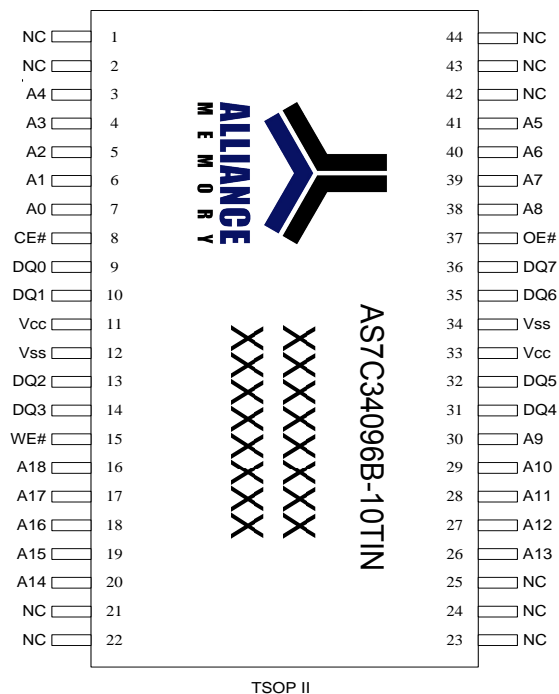 NC 1 44 NC
NC 2 43 NC
A4 3 42 NC
A3 4 41 A5
A2 5 40 A6
A1 6 39 A7
A0 7 38 A8
CE# 8 37 OE#
DQ0 9 36 DQ7
DQ1 10 35 DQ6
Vcc 11 34 Vss
Vss 12 33 Vcc
DQ2 13 32 DQ5
DQ3 14 31 DQ4
WE# 15 30 A9
A18 16 29 A10
A17 17 28 A11
A16 18 27 A12
A15 19 26 A13
A14 20 25 NC
NC 21 24 NC
NC 22 23 NC
ALLIANCE
MEMORY
AS7C34096B-10TIN
XXXXXXXX
XXXXXXXX
TSOP II